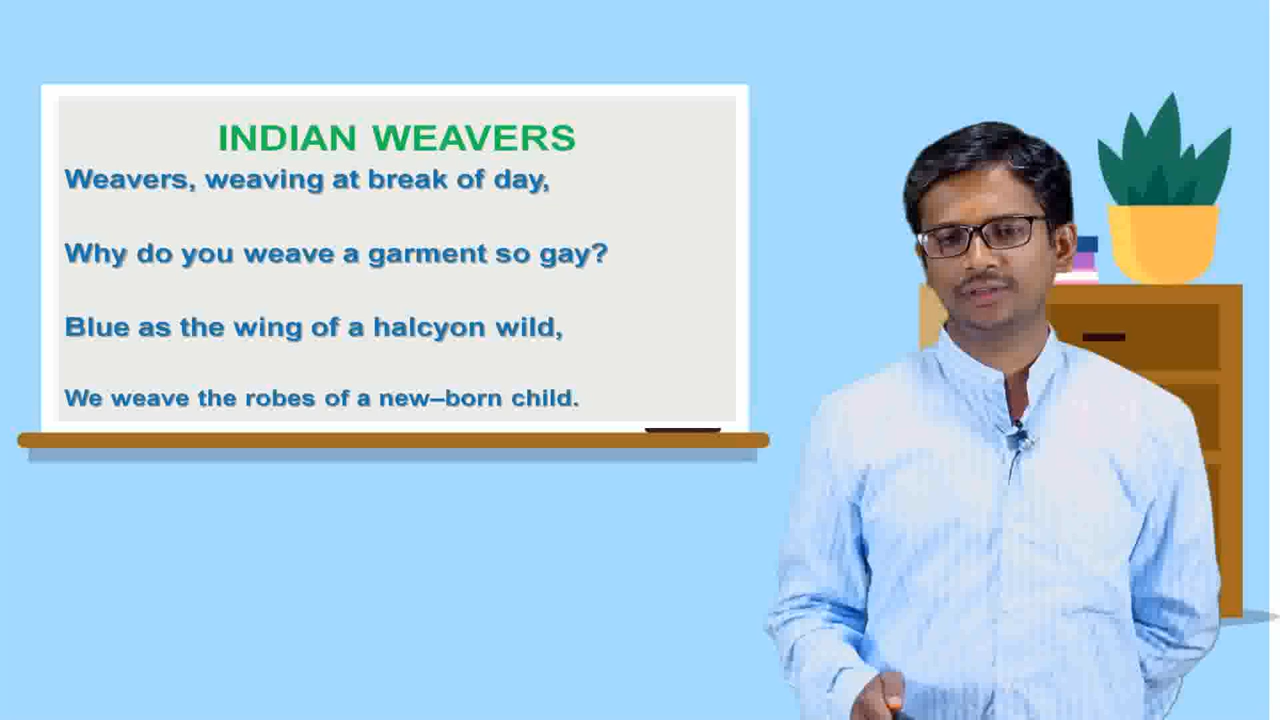 INDIAN WEAVERS
Weavers, weaving at break of day,
Why do you weave a garment so gay?
Blue as the wing of a halcyon wild,
We weave the robes of a new–born child.